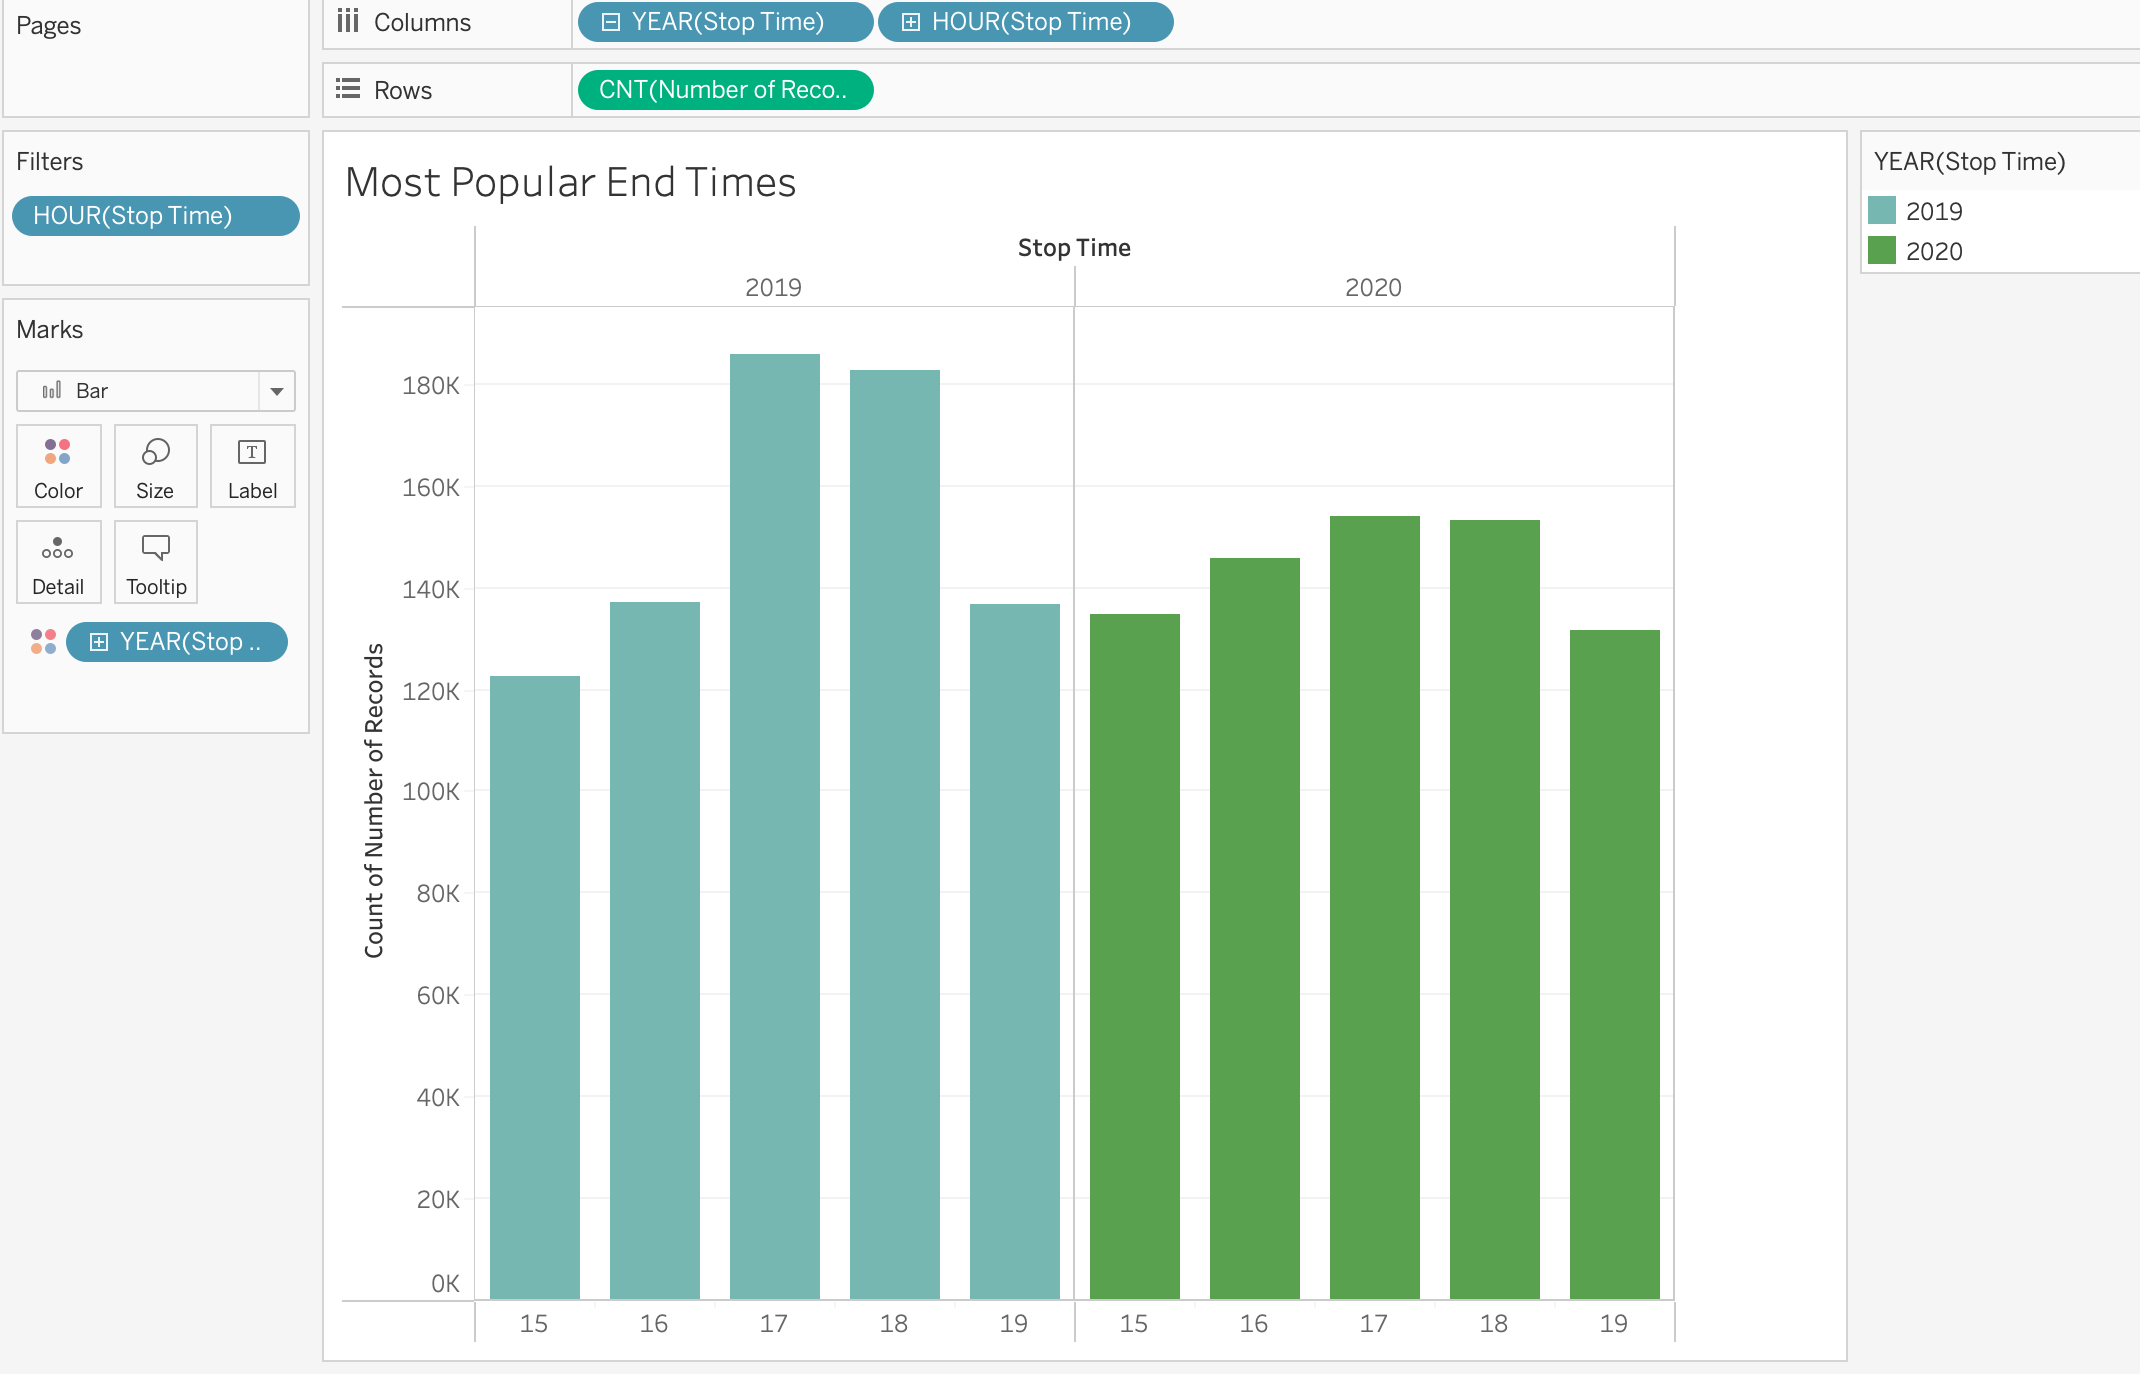 Pages
Columns
YEAR(Stop Time)
HOUR(Stop Time)
Rows
CNT(Number of Reco..
Filters
HOUR(Stop Time)
Marks
Bar
Color
Size
T
Label
Detail
Tooltip
YEAR(Stop ..
Most Popular End Times
Stop Time
2019
2020
Count of Number of Records
180K
160K
140K
120K
100K
80K
60K
40K
20K
0K
15
16
17
18
19
15
16
17
18
19
YEAR(Stop Time)
2019
2020